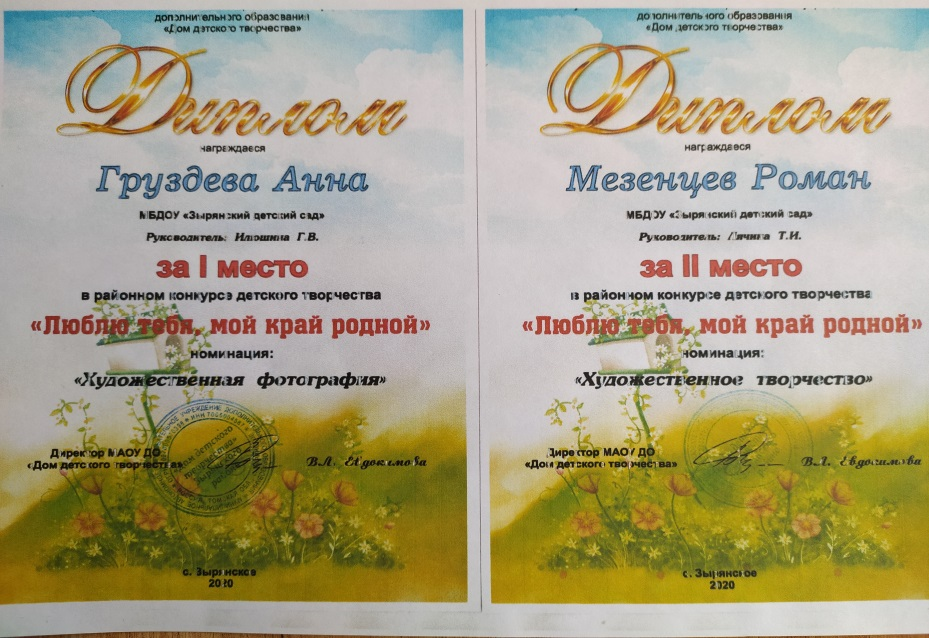 дополнительного образования
«Дом детского творчества»
Диплом
награждаеся
Груздева Анна
МБДОУ «Зырянский детский сад»
Руководитель: Илюшина Г.В.
за I место
в районном конкурсе детского творчества
«Люблю тебя, мой край родной»
номинация:
«Художественная фотография»
Директор МАОУ ДО
«Дом детского творчества»
В.Л. Евдокимова
с. Зырянское
2020
дополнительного образования
«Дом детского творчества»
Диплом
награждаеся
Мезенцев Роман
МБДОУ «Зырянский детский сад»
Руководитель: Т.И.
за II место
в районном конкурсе детского творчества
«Люблю тебя, мой край родной»
номинация:
«Художественное творчество»
Директор МАОУ ДО
«Дом детского творчества»
В.Л. Евдокимова
с. Зырянское
2020